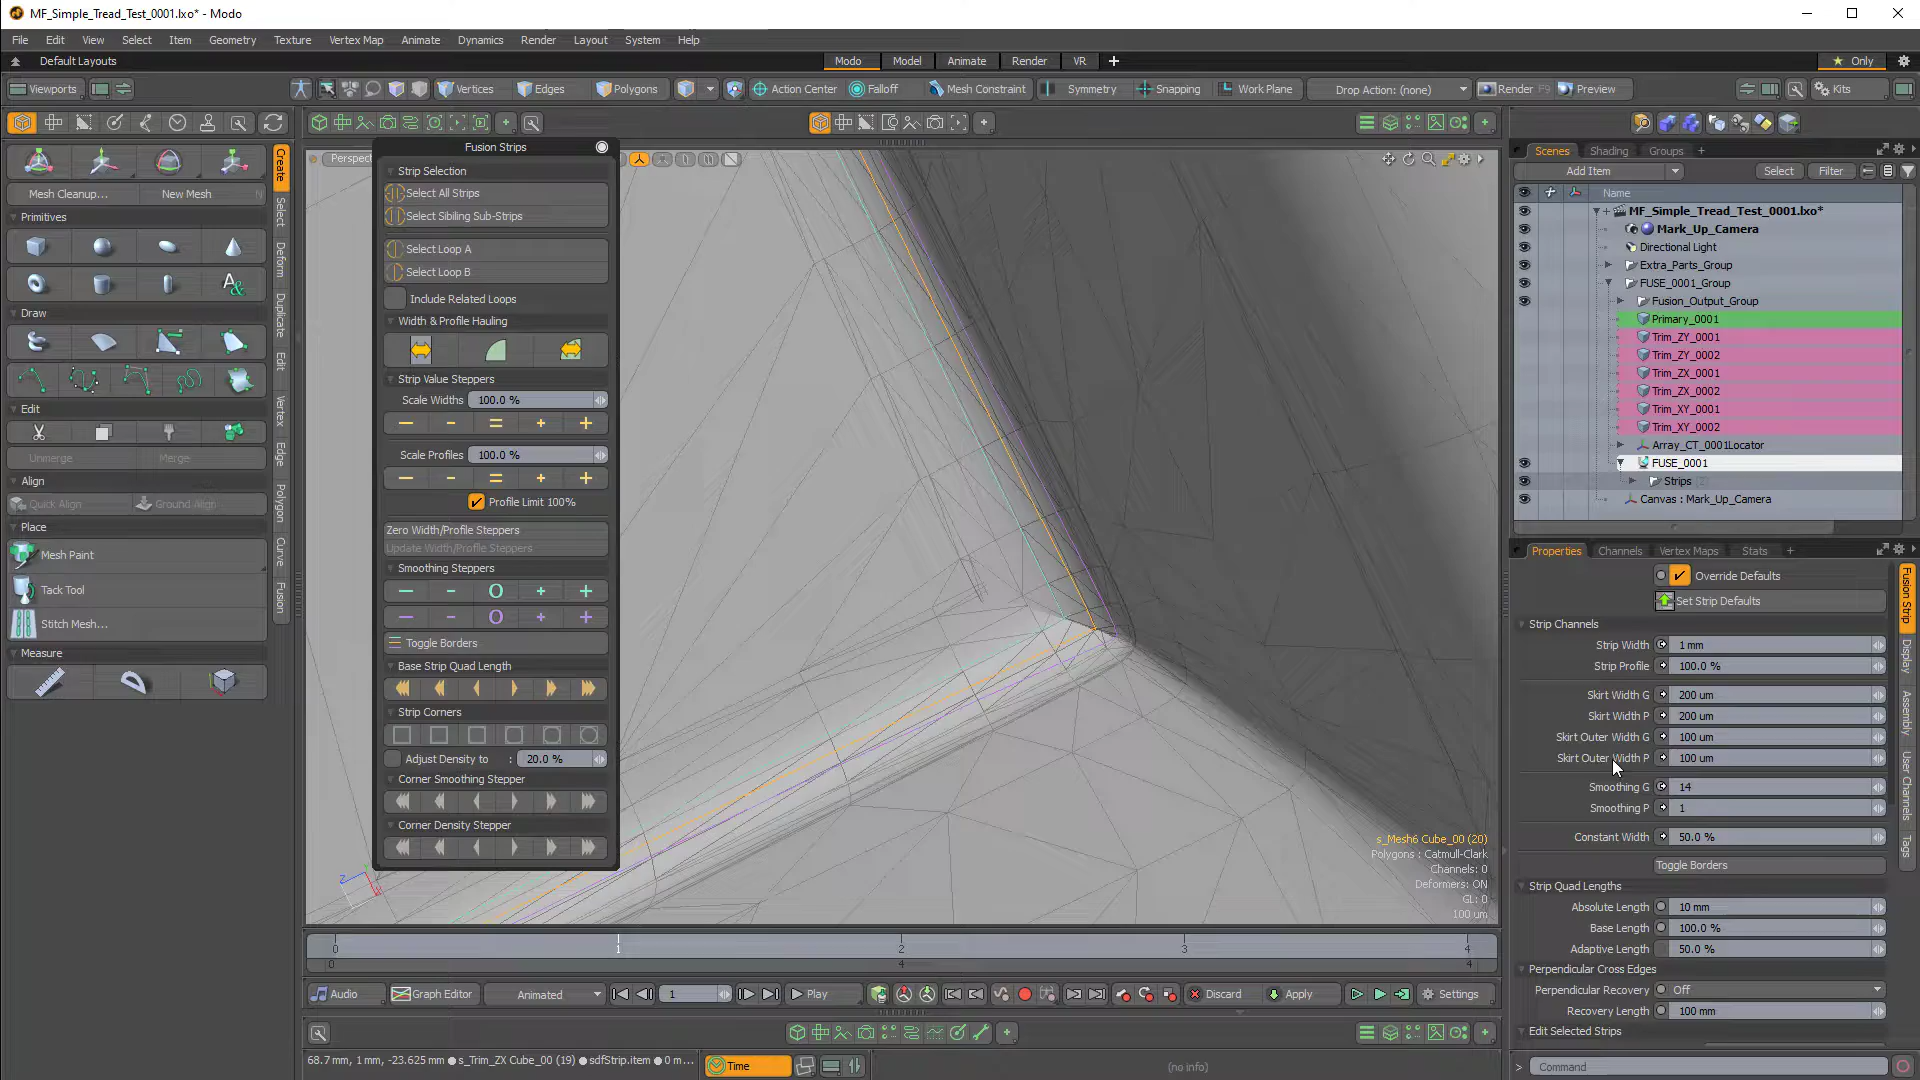 MF_Simple_Tread_Test_0001.lxo* - Modo
File Edit View Select Item Geometry Texture Vertex Map Animate Dynamics Render Layout System Help
Default Layouts
Modo Model Animate Render VR
Only
Viewports Vertices Edges Polygons Action Center Falloff Mesh Constraint Symmetry Snapping Work Plane Drop Action: (none) Render F9 Preview Kits
Mesh Cleanup... New Mesh N
Primitives
Draw
Edit
Unmerge Merge
Align
Quick Align Ground Align
Place
Mesh Paint
Tack Tool
Stitch Mesh...
Measure
Create
Select
Deform
Duplicate
Edit
Vertex
Edge
Polygon
Curve
Fusion
Perspect
Fusion Strips
Strip Selection
Select All Strips
Select Sibiling Sub-Strips
Select Loop A
Select Loop B
Include Related Loops
Width & Profile Hauling
Strip Value Steppers
Scale Widths 100.0 %
Scale Profiles 100.0 %
Profile Limit 100%
Zero Width/Profile Steppers
Update Width/Profile Steppers
Smoothing Steppers
Toggle Borders
Base Strip Quad Length
Strip Corners
Adjust Density to : 20.0 %
Corner Smoothing Stepper
Corner Density Stepper
s_Mesh6 Cube_00 (20)
Polygons : Catmull-Clark
Channels: 0
Deformers: ON
GL: 0
100 um
Z
0 1 2 3 4
0 4 4
Audio Graph Editor Animated 1 Play Discard Apply Settings
68.7 mm, 1 mm, -23.625 mm ● s_Trim_ZX Cube_00 (19) ● sdfStrip.item ● 0 m...
Time
(no info)
Scenes Shading Groups
Add Item Select Filter
Name
MF_Simple_Tread_Test_0001.lxo*
Mark_Up_Camera
Directional Light
Extra_Parts_Group
FUSE_0001_Group
Fusion_Output_Group
Primary_0001
Trim_ZY_0001
Trim_ZY_0002
Trim_ZX_0001
Trim_ZX_0002
Trim_XY_0001
Trim_XY_0002
Array_CT_0001Locator
FUSE_0001
Strips
Canvas : Mark_Up_Camera
Properties Channels Vertex Maps Stats
Override Defaults
Set Strip Defaults
Strip Channels
Strip Width 1 mm
Strip Profile 100.0 %
Skirt Width G 200 um
Skirt Width P 200 um
Skirt Outer Width G 100 um
Skirt Outer Width P 100 um
Smoothing G 14
Smoothing P 1
Constant Width 50.0 %
Toggle Borders
Strip Quad Lengths
Absolute Length 10 mm
Base Length 100.0 %
Adaptive Length 50.0 %
Perpendicular Cross Edges
Perpendicular Recovery Off
Recovery Length 100 mm
Edit Selected Strips
Fusion Strip
Display
Assembly
User Channels
Tags
> Command